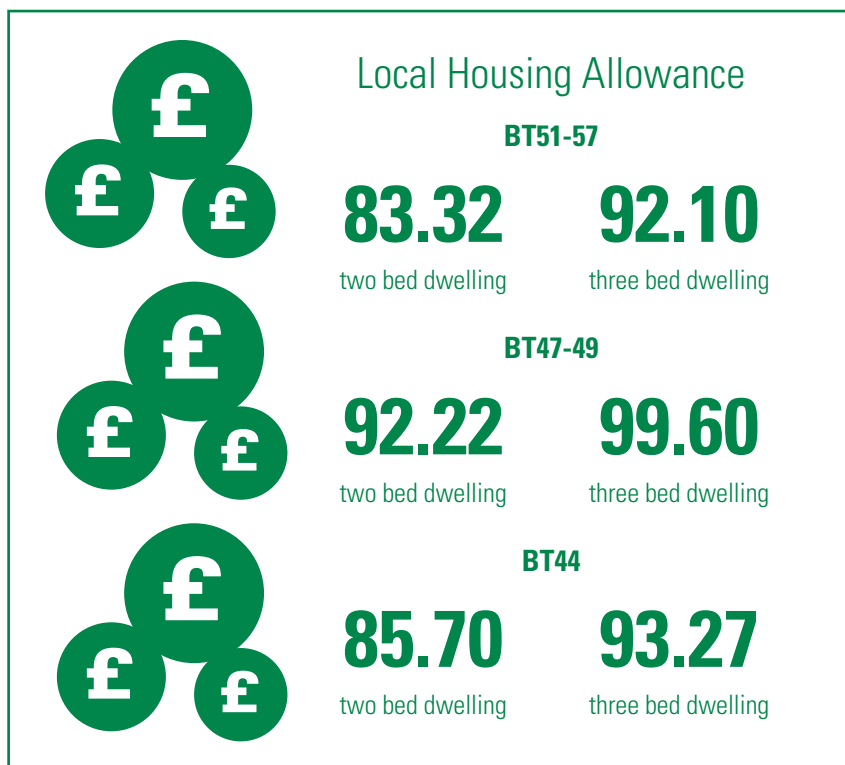 £
£
£
Local Housing Allowance
BT51-57
83.32 92.10
two bed dwelling three bed dwelling
£
£
£
BT47-49
92.22 99.60
two bed dwelling three bed dwelling
£
£
£
BT44
85.70 93.27
two bed dwelling three bed dwelling